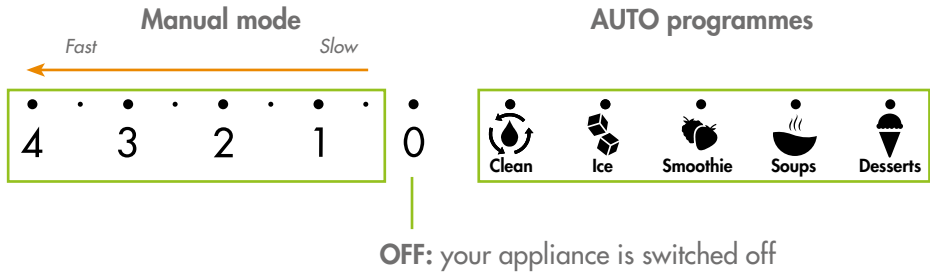 Manual mode
AUTO programmes
Fast
Slow
4 3 2 1 0
Clean Ice Smoothie Soups Desserts
OFF: your appliance is switched off